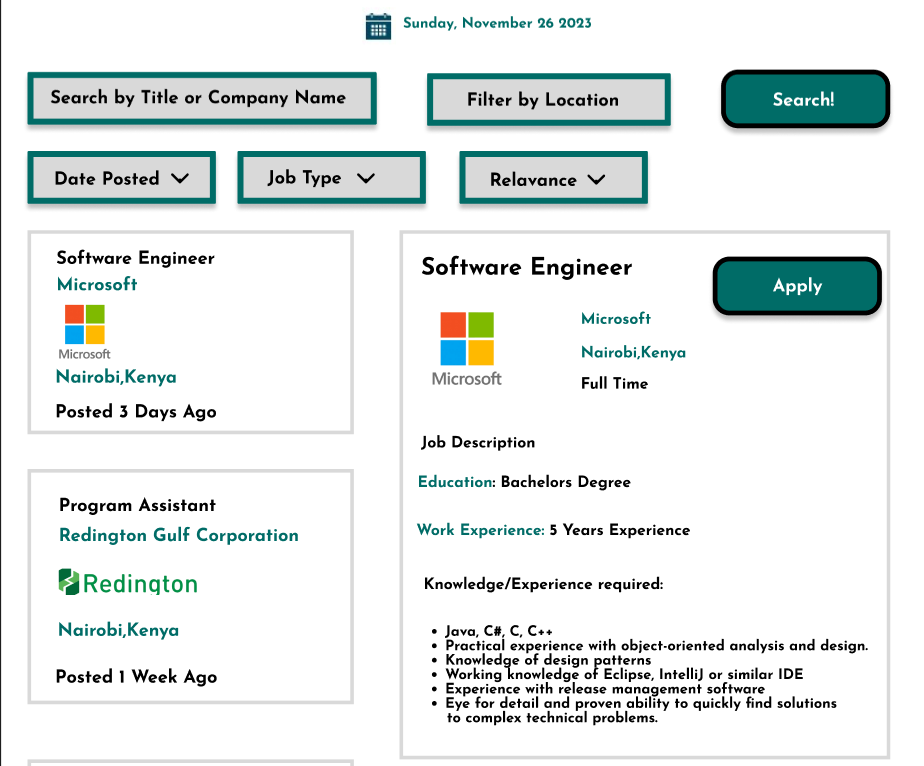 Sunday, November 26 2023
Search by Title or Company Name
Filter by Location
Search!
Date Posted
Job Type
Relavance
Software Engineer
Microsoft
Microsoft
Nairobi,Kenya
Posted 3 Days Ago
Program Assistant
Redington Gulf Corporation
Redington
Nairobi,Kenya
Posted 1 Week Ago
Software Engineer
Apply
Microsoft
Microsoft
Nairobi,Kenya
Full Time
Job Description
Education: Bachelors Degree
Work Experience: 5 Years Experience
Knowledge/Experience required:
• Java, C#, C, C++
• Practical experience with object-oriented analysis and design.
• Knowledge of design patterns
• Working knowledge of Eclipse, IntelliJ or similar IDE
• Experience with release management software
• Eye for detail and proven ability to quickly find solutions
to complex technical problems.